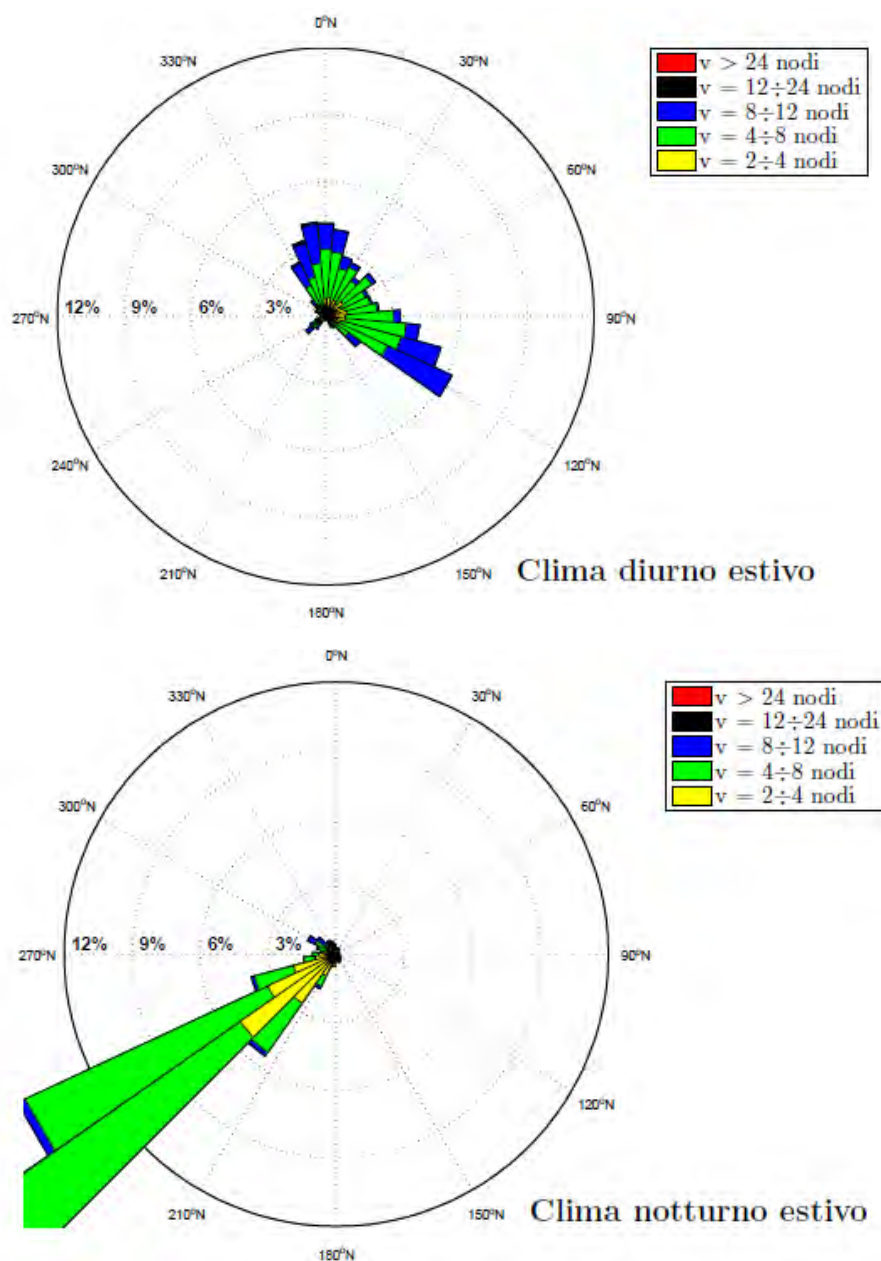 0°N
330°N
30°N
v > 24 nodi
v = 12÷24 nodi
v = 8÷12 nodi
v = 4÷8 nodi
v = 2÷4 nodi
300°N
60°N
12%
9%
6%
3%
270°N
90°N
240°N
120°N
210°N
150°N
Clima diurno estivo
180°N
0°N
330°N
30°N
v > 24 nodi
v = 12÷24 nodi
v = 8÷12 nodi
v = 4÷8 nodi
v = 2÷4 nodi
300°N
60°N
12%
9%
6%
3%
270°N
90°N
120°N
210°N
150°N
Clima notturno estivo
180°N